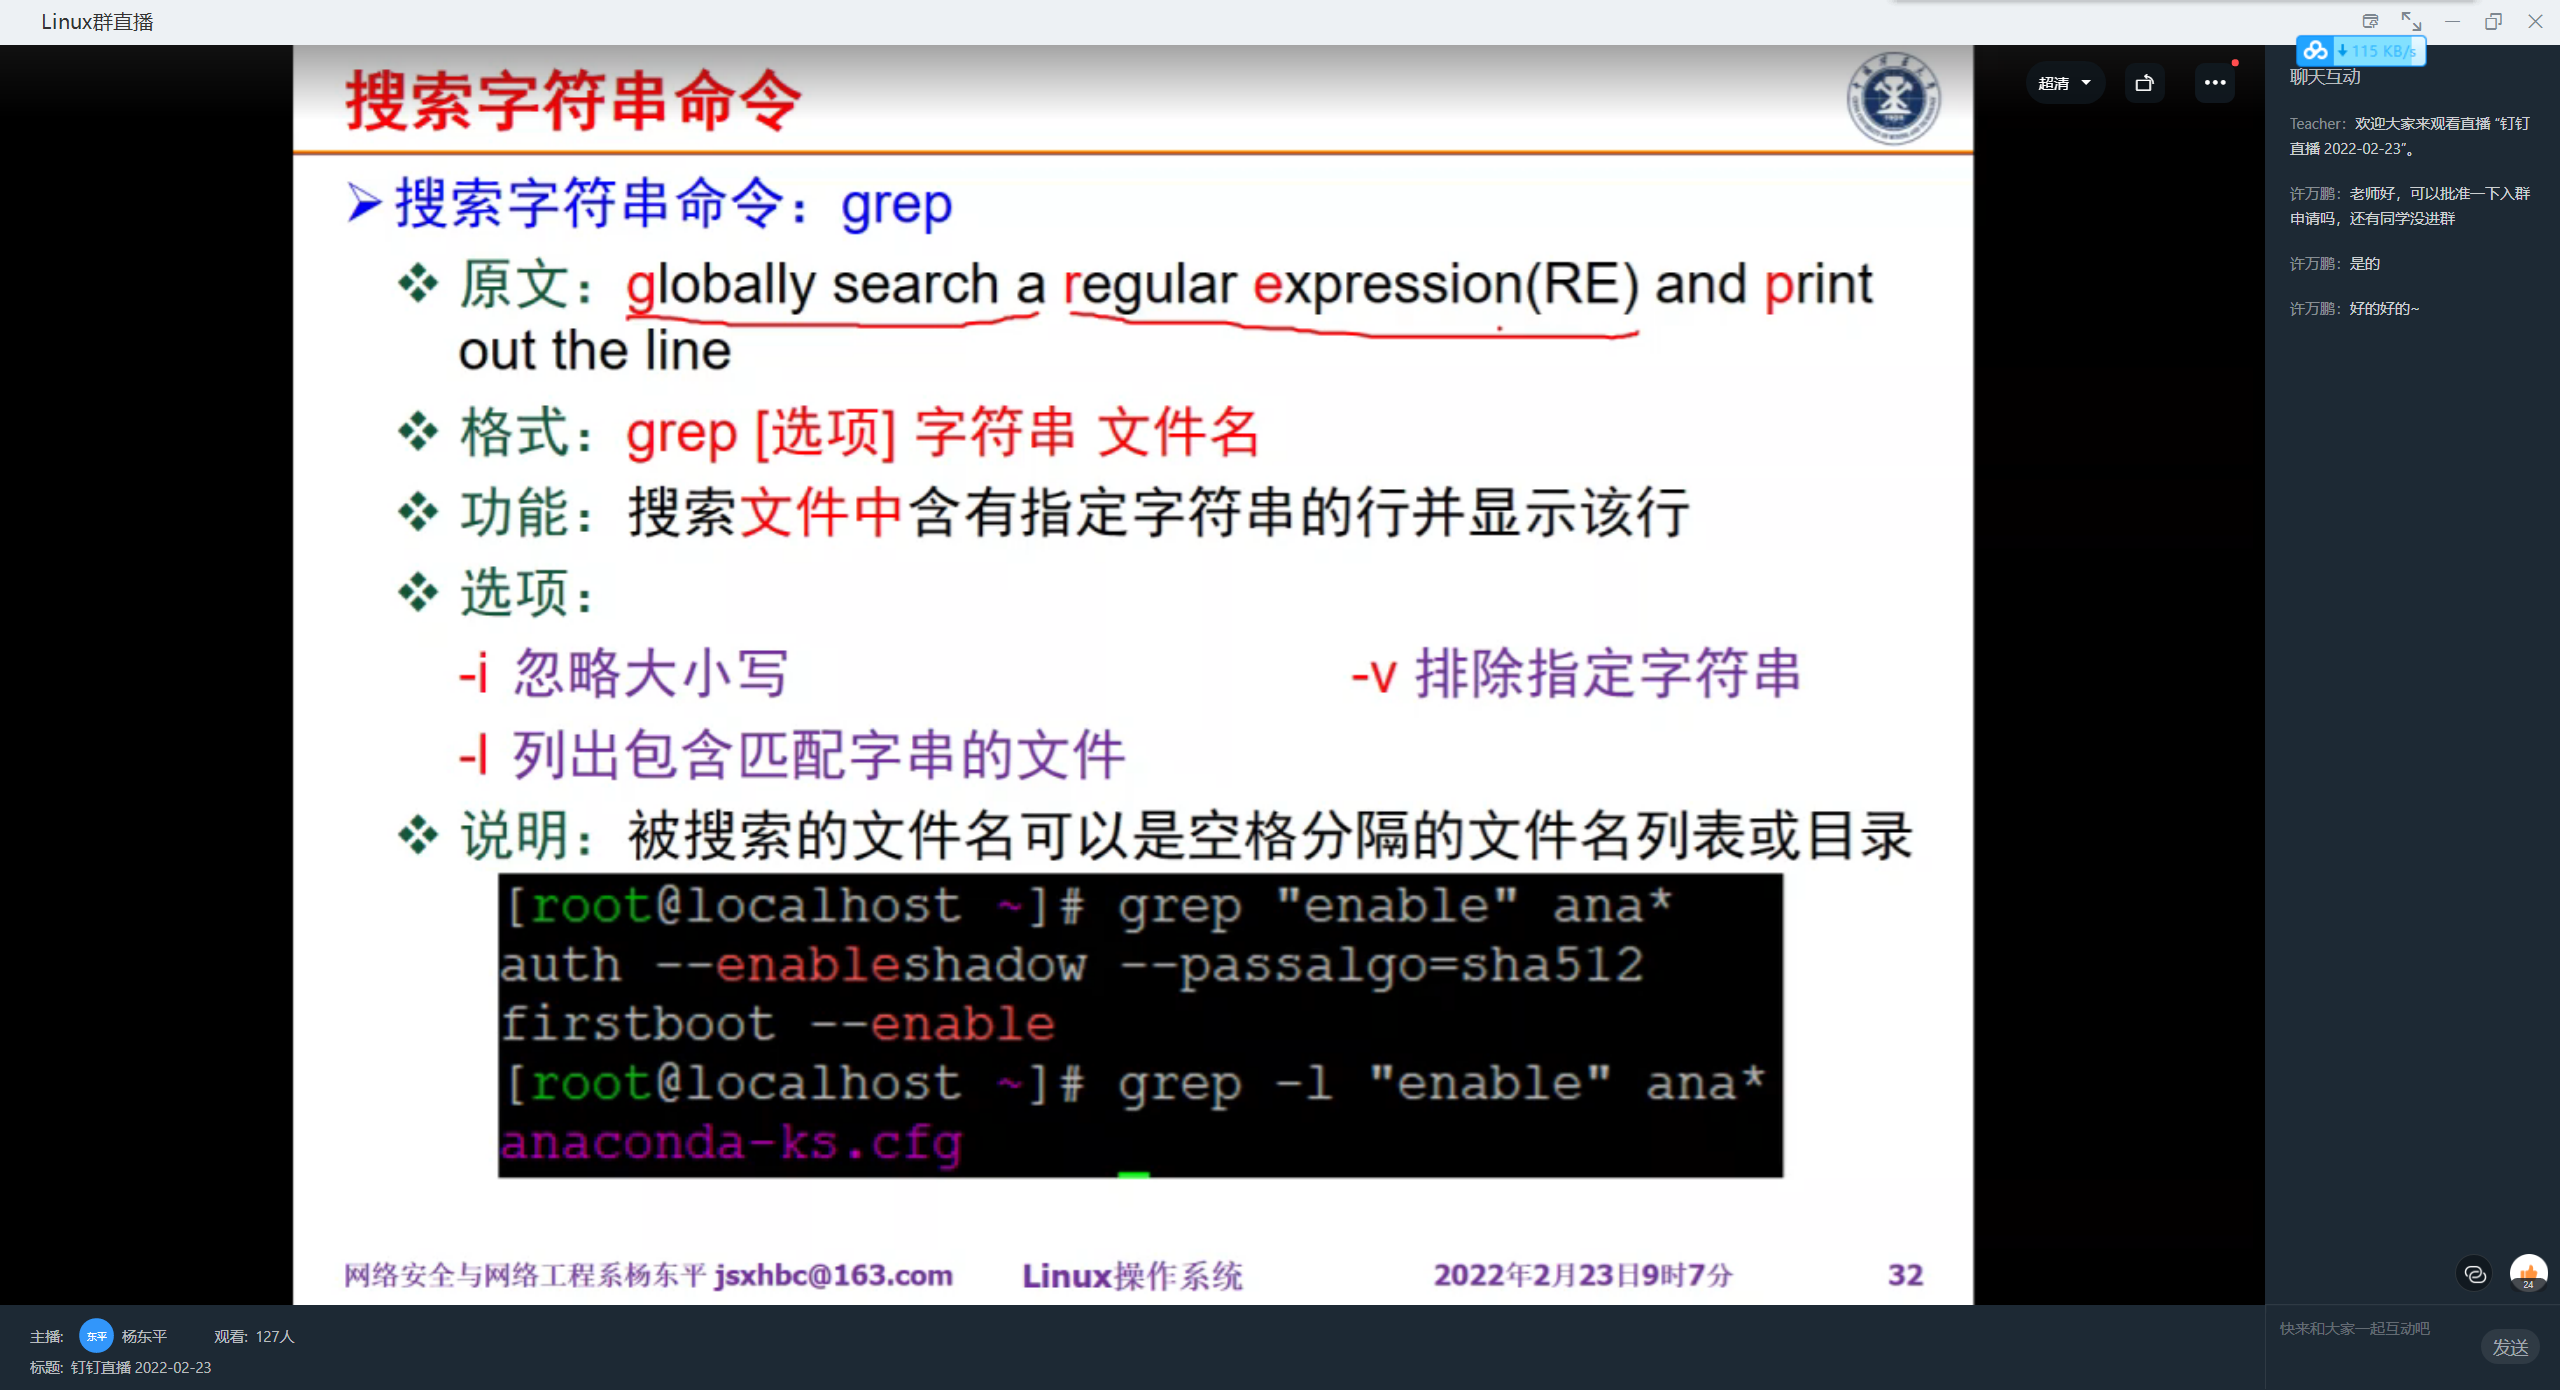 Linux群直播
115 KB/s
超清
搜索字符串命令
搜索字符串命令：grep
原文：globally search a regular expression(RE) and print
out the line
格式：grep [选项] 字符串 文件名
功能：搜索文件中含有指定字符串的行并显示该行
选项：
-i 忽略大小写 -v 排除指定字符串
-l 列出包含匹配字串的文件
说明：被搜索的文件名可以是空格分隔的文件名列表或目录
[root@localhost ~]# grep "enable" ana*
auth --enableshadow --passalgo=sha512
firstboot --enable
[root@localhost ~]# grep -l "enable" ana*
anaconda-ks.cfg
网络安全与网络工程系杨东平 jsxhbc@163.com Linux操作系统 2022年2月23日9时7分 32
聊天互动
Teacher：欢迎大家来观看直播 “钉钉
直播 2022-02-23”。
许万鹏：老师好，可以批准一下入群
申请吗，还有同学没进群
许万鹏：是的
许万鹏：好的好的~
24
快来和大家一起互动吧
发送
主播: 东平 杨东平 观看: 127人
标题: 钉钉直播 2022-02-23